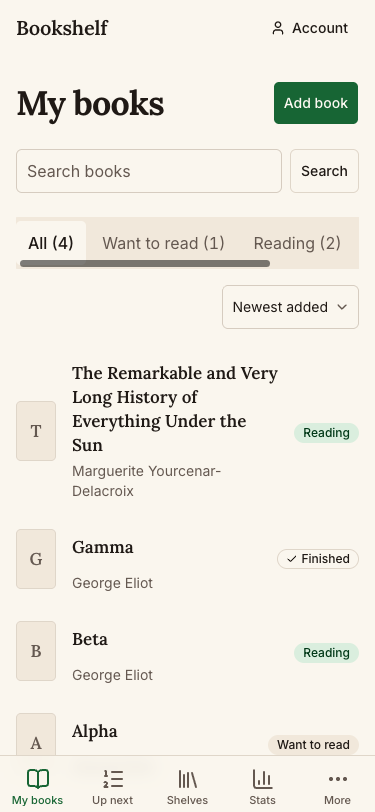 Bookshelf
Account
My books
Add book
Search books
Search
All (4)
Want to read (1)
Reading (2)
Newest added
The Remarkable and Very
Long History of
Everything Under the
Sun
T
Reading
Marguerite Yourcenar-
Delacroix
Gamma
G
Finished
George Eliot
Beta
B
Reading
George Eliot
Alpha
A
Want to read
My books
Up next
Shelves
Stats
More